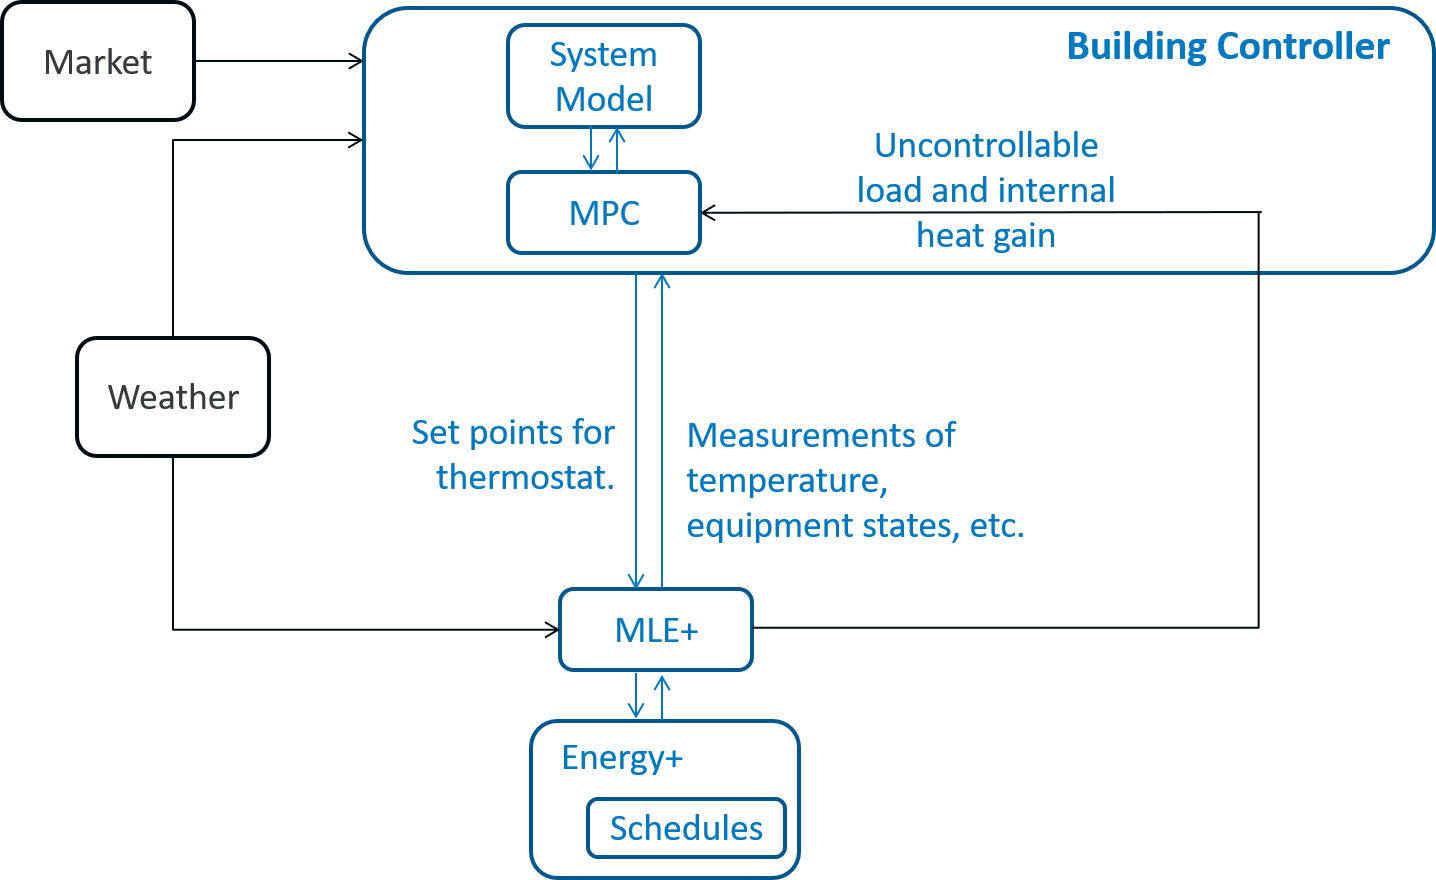 Market
System
Model
Building Controller
MPC
Uncontrollable
load and internal
heat gain
Weather
Set points for
thermostat.
Measurements of
temperature,
equipment states, etc.
MLE+
Energy+
Schedules